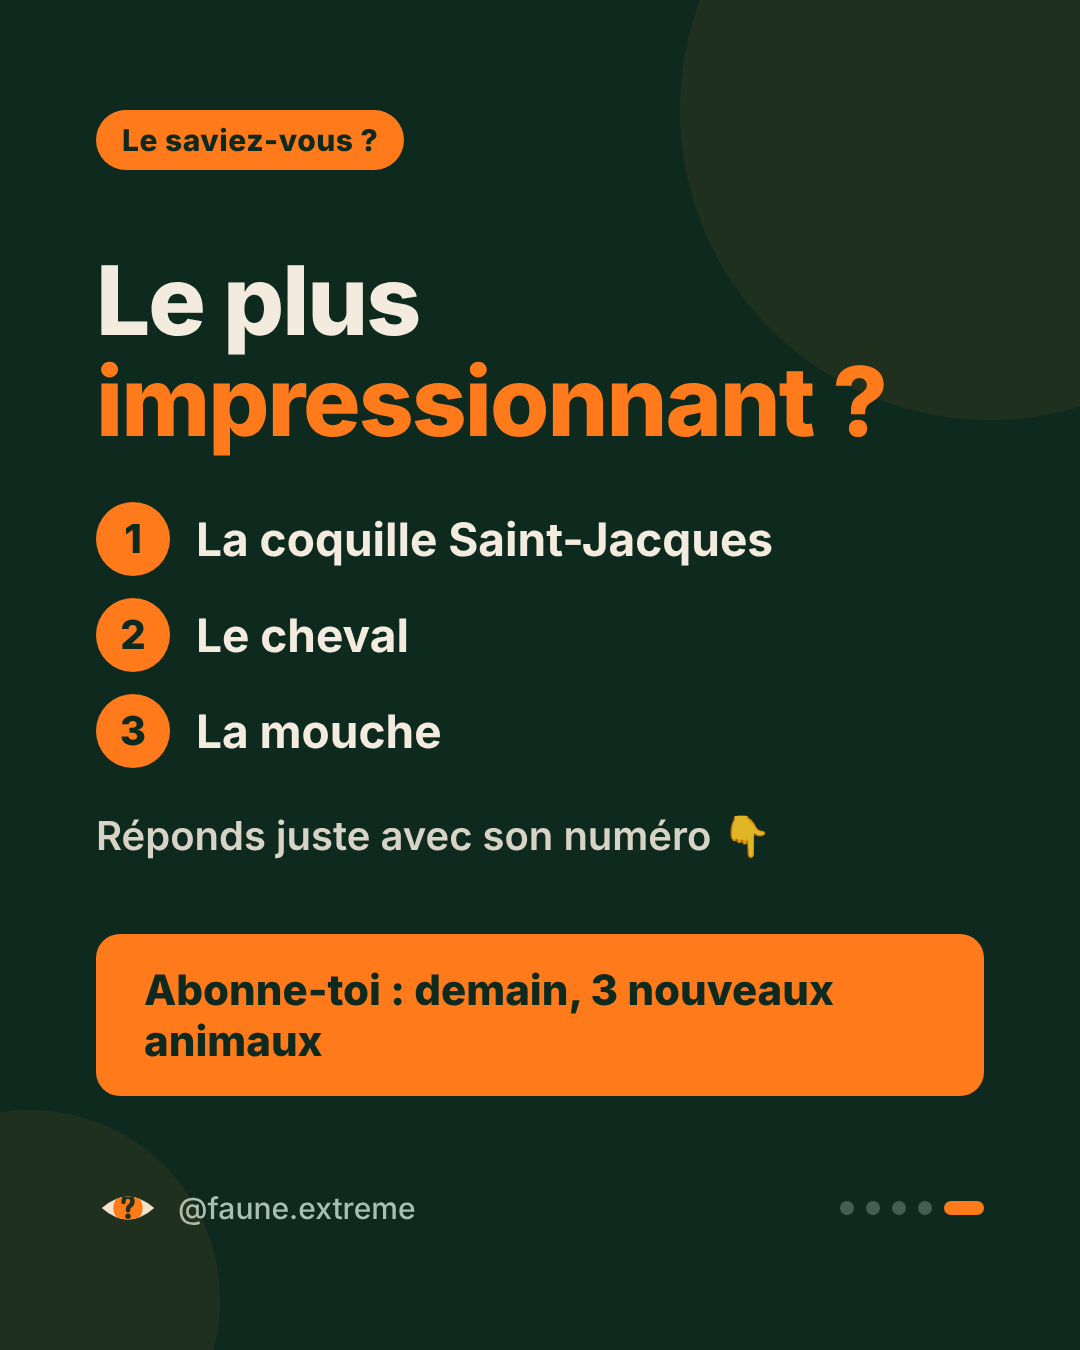 Le saviez-vous ?
Le plus
impressionnant ?
1 La coquille Saint-Jacques
2 Le cheval
3 La mouche
Réponds juste avec son numéro 👇
Abonne-toi : demain, 3 nouveaux
animaux
? @faune.extreme